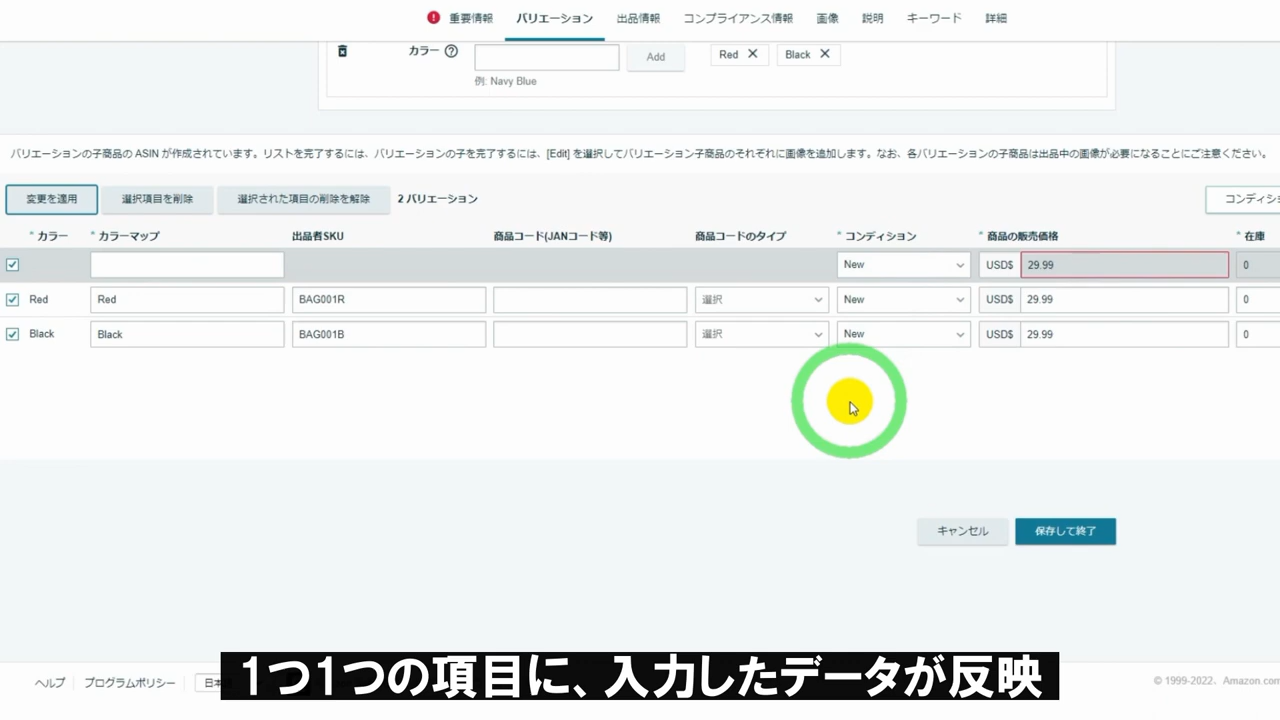 重要情報 バリエーション 出品情報 コンプライアンス情報 画像 説明 キーワード 詳細
カラー Add Red Black
例: Navy Blue
バリエーションの子商品の ASIN が作成されています。リストを完了するには、バリエーションの子を完了するには、[Edit] を選択してバリエーション子商品のそれぞれに画像を追加します。なお、各バリエーションの子商品は出品中の画像が必要になることにご注意ください。
変更を適用 選択項目を削除 選択された項目の削除を解除 2 バリエーション コンディシ
* カラー * カラーマップ 出品者SKU 商品コード(JANコード等) 商品コードのタイプ * コンディション * 商品の販売価格 * 在庫
New USD$ 29.99 0
Red Red BAG001R 選択 New USD$ 29.99 0
Black Black BAG001B 選択 New USD$ 29.99 0
キャンセル 保存して終了
ヘルプ プログラムポリシー 日本 © 1999-2022、Amazon.com
1つ1つの項目に、入力したデータが反映